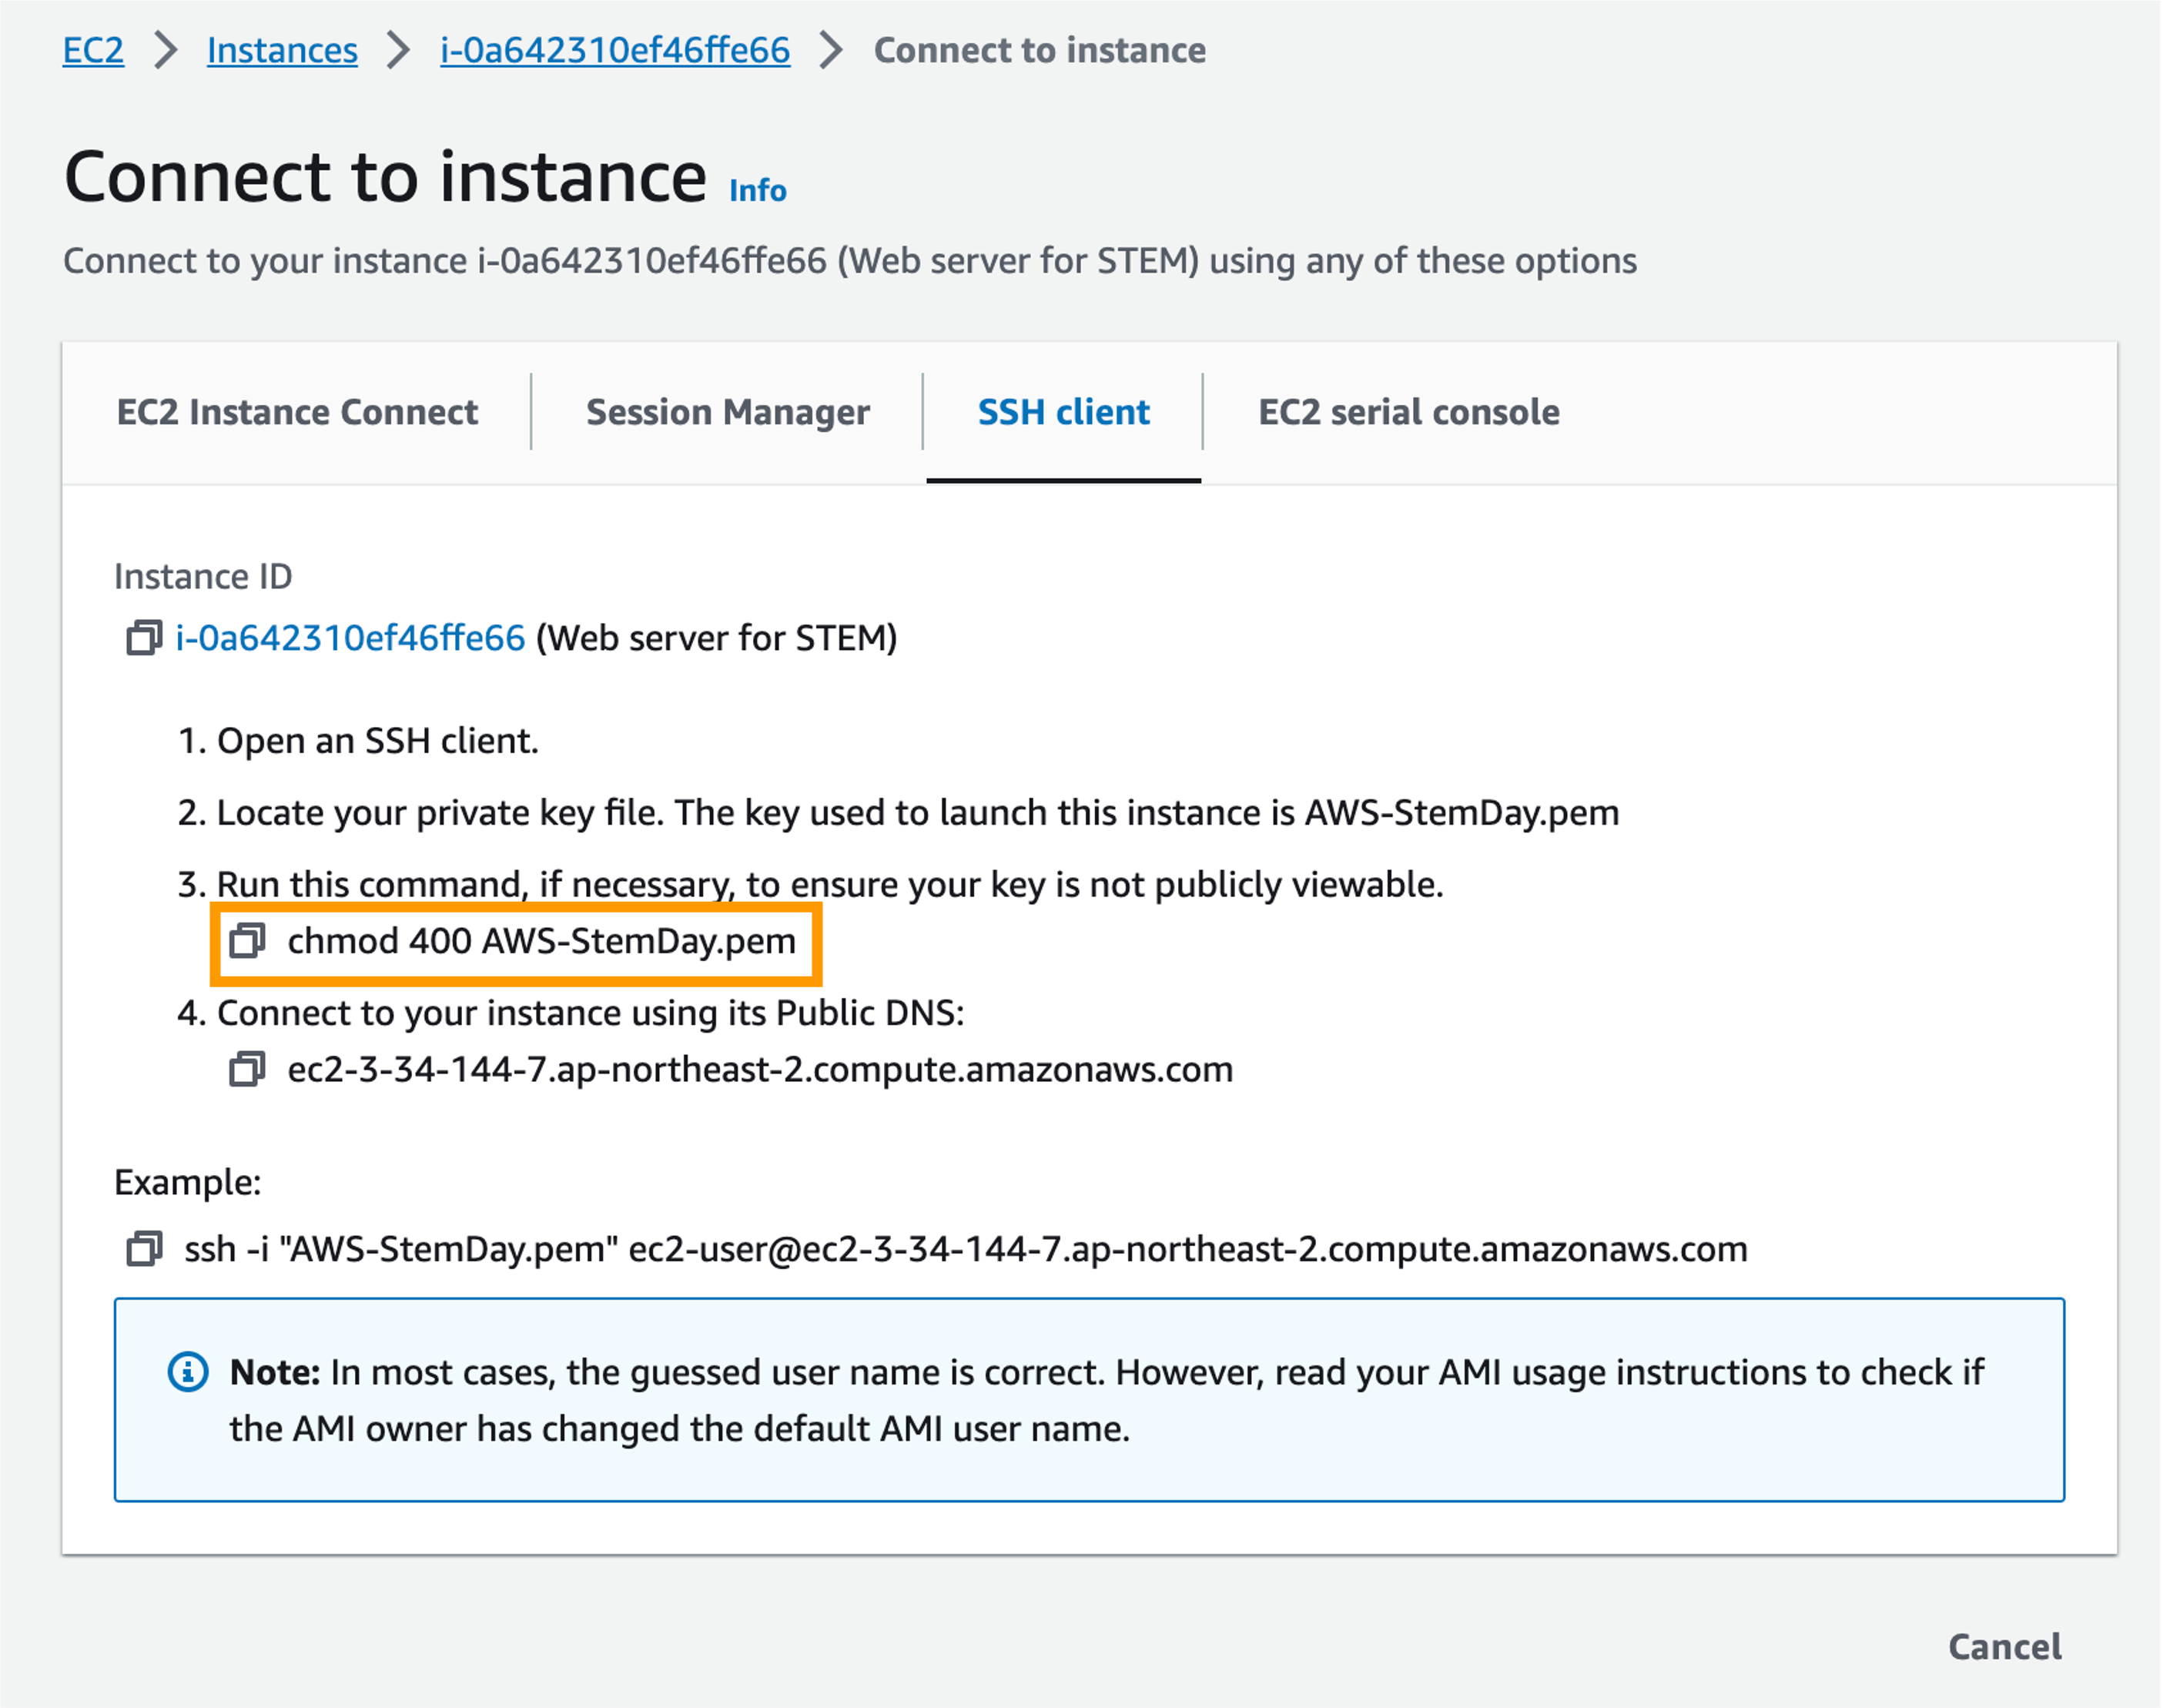 EC2 > Instances > i-0a642310ef46ffe66 > Connect to instance
Connect to instance Info
Connect to your instance i-0a642310ef46ffe66 (Web server for STEM) using any of these options
EC2 Instance Connect Session Manager SSH client EC2 serial console
Instance ID
i-0a642310ef46ffe66 (Web server for STEM)
1. Open an SSH client.
2. Locate your private key file. The key used to launch this instance is AWS-StemDay.pem
3. Run this command, if necessary, to ensure your key is not publicly viewable.
chmod 400 AWS-StemDay.pem
4. Connect to your instance using its Public DNS:
ec2-3-34-144-7.ap-northeast-2.compute.amazonaws.com
Example:
ssh -i "AWS-StemDay.pem" ec2-user@ec2-3-34-144-7.ap-northeast-2.compute.amazonaws.com
Note: In most cases, the guessed user name is correct. However, read your AMI usage instructions to check if
the AMI owner has changed the default AMI user name.
Cancel